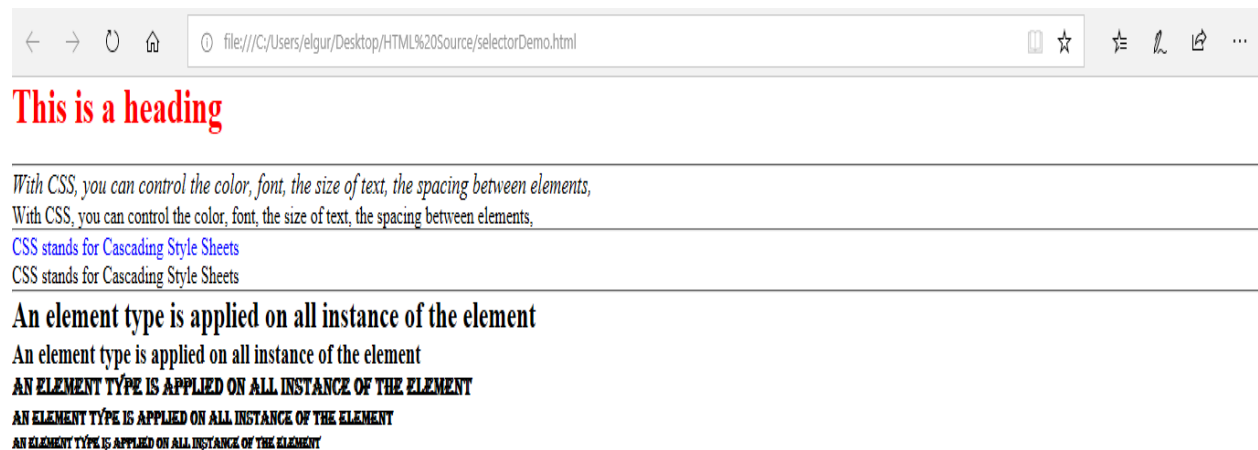 file:///C:/Users/elgur/Desktop/HTML%20Source/selectorDemo.html
This is a heading
With CSS, you can control the color, font, the size of text, the spacing between elements,
With CSS, you can control the color, font, the size of text, the spacing between elements,
CSS stands for Cascading Style Sheets
CSS stands for Cascading Style Sheets
An element type is applied on all instance of the element
An element type is applied on all instance of the element
AN ELEMENT TYPE IS APPLIED ON ALL INSTANCE OF THE ELEMENT
AN ELEMENT TYPE IS APPLIED ON ALL INSTANCE OF THE ELEMENT
AN ELEMENT TYPE IS APPLIED ON ALL INSTANCE OF THE ELEMENT